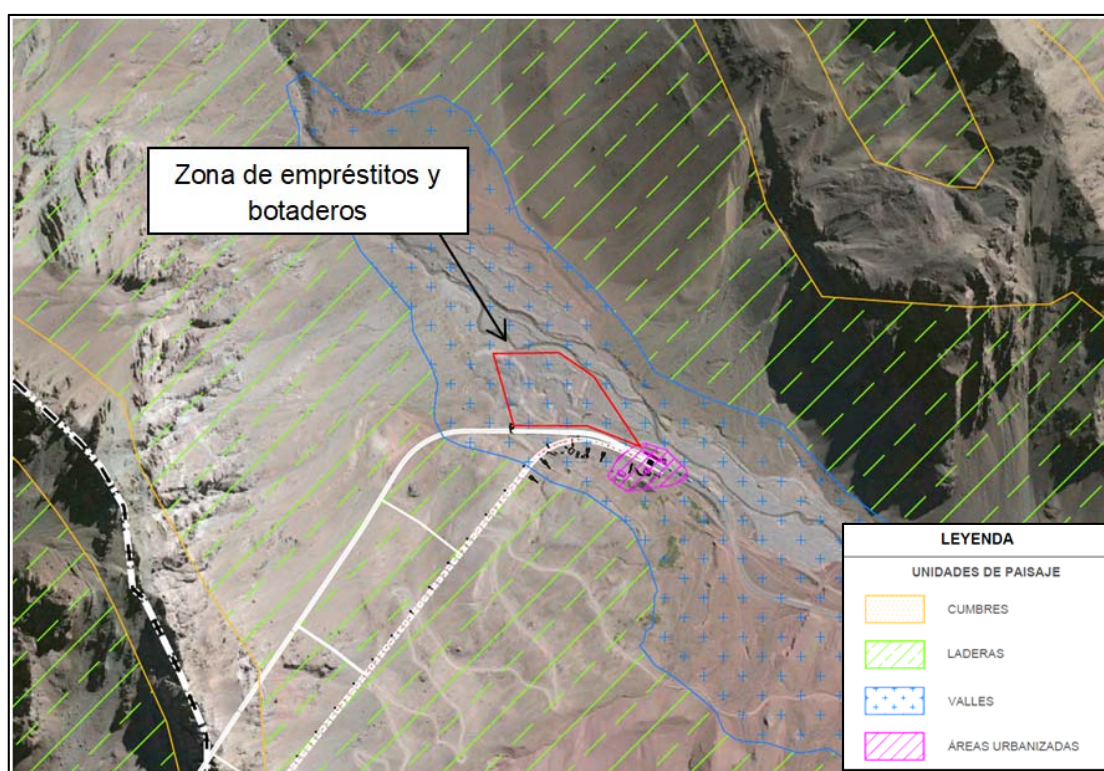 Zona de empréstitos y
botaderos
LEYENDA
UNIDADES DE PAISAJE
CUMBRES
LADERAS
VALLES
ÁREAS URBANIZADAS